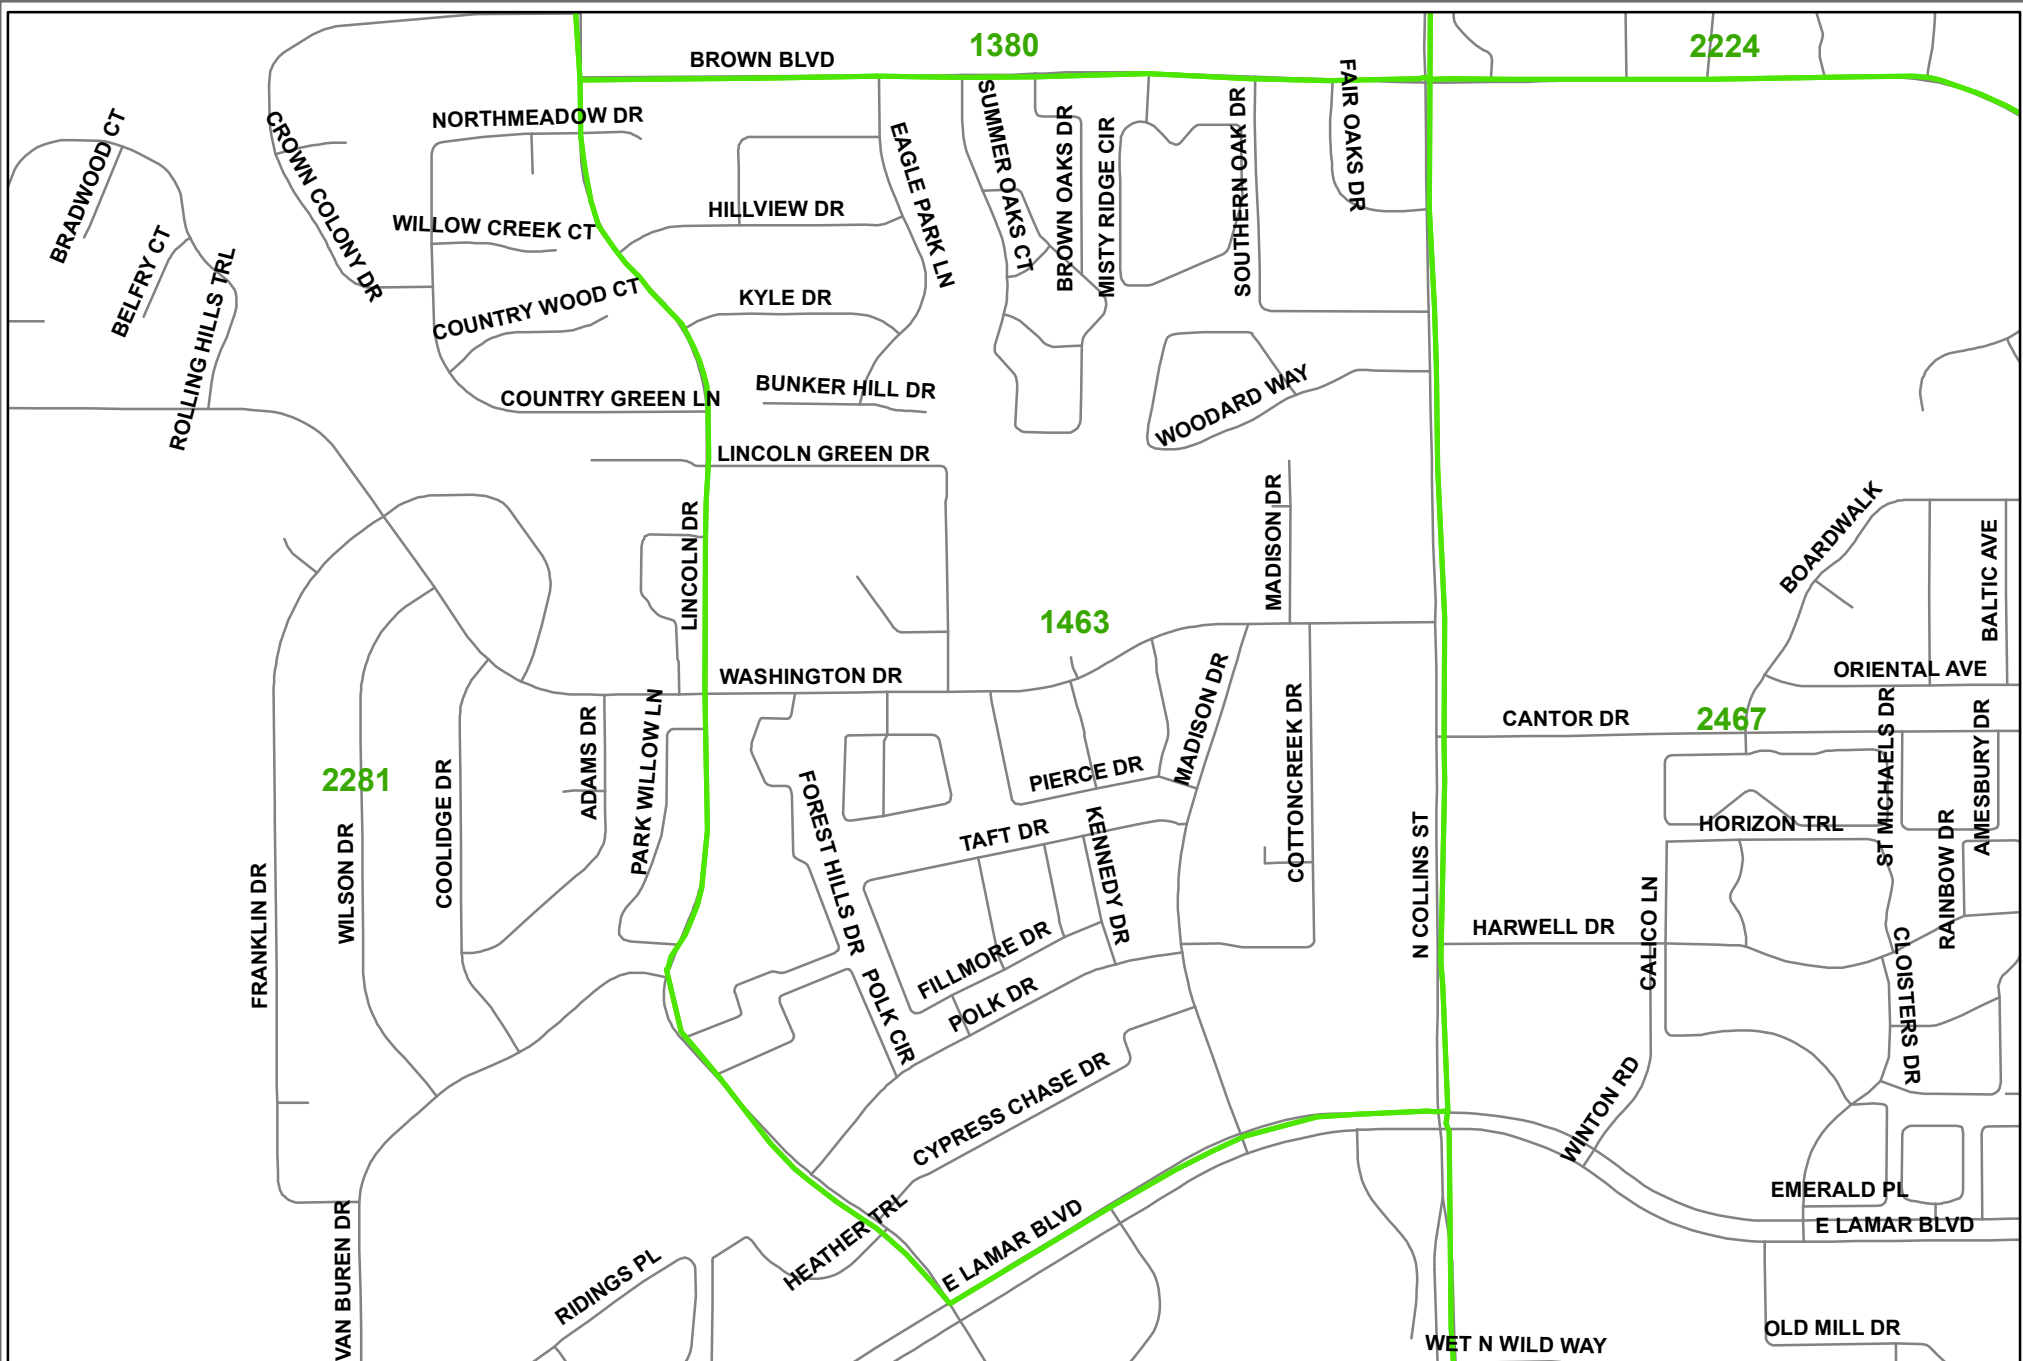 1380
2224
BROWN BLVD
NORTHMEADOW DR
FAIR OAKS DR
BRADWOOD CT
CROWN COLONY DR
EAGLE PARK LN
SUMMER OAKS CT
BROWN OAKS DR
MISTY RIDGE CIR
SOUTHERN OAK DR
HILLVIEW DR
WILLOW CREEK CT
BELFRY CT
ROLLING HILLS TRL
COUNTRY WOOD CT
KYLE DR
COUNTRY GREEN LN
BUNKER HILL DR
WOODARD WAY
LINCOLN GREEN DR
LINCOLN DR
MADISON DR
BOARDWALK
BALTIC AVE
1463
WASHINGTON DR
ORIENTAL AVE
CANTOR DR
2467
ADAMS DR
PARK WILLOW LN
MADISON DR
COTTONCREEK DR
ST MICHAELS DR
AMESBURY DR
2281
COOLIDGE DR
PIERCE DR
FOREST HILLS DR
TAFT DR
KENNEDY DR
HORIZON TRL
WILSON DR
FRANKLIN DR
N COLLINS ST
CALICO LN
RAINBOW DR
HARWELL DR
FILLMORE DR
POLK DR
POLK CIR
CLOISTERS DR
CYPRESS CHASE DR
WINTON RD
EMERALD PL
E LAMAR BLVD
E LAMAR BLVD
HEATHER TRL
VAN BUREN DR
RIDINGS PL
WET N WILD WAY
OLD MILL DR